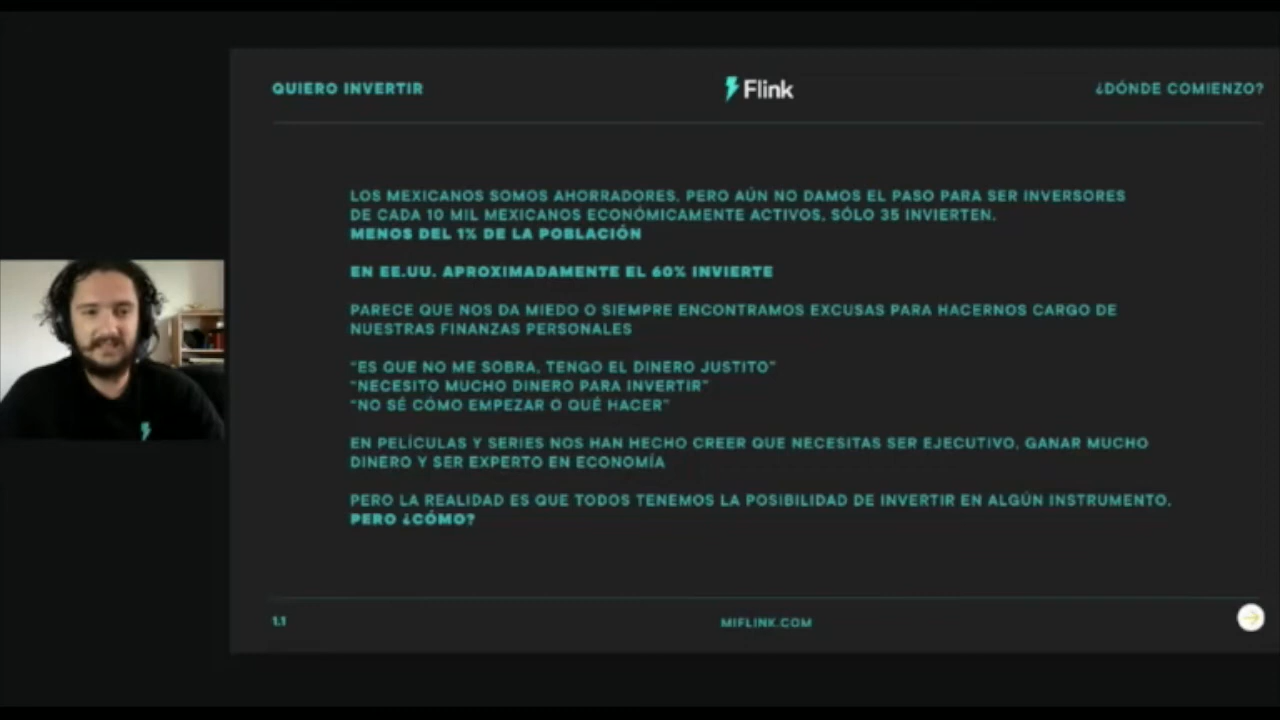 QUIERO INVERTIR
Flink
¿DÓNDE COMIENZO?
LOS MEXICANOS SOMOS AHORRADORES, PERO AÚN NO DAMOS EL PASO PARA SER INVERSORES
DE CADA 10 MIL MEXICANOS ECONÓMICAMENTE ACTIVOS, SÓLO 35 INVIERTEN.
MENOS DEL 1% DE LA POBLACIÓN
EN EE.UU. APROXIMADAMENTE EL 60% INVIERTE
PARECE QUE NOS DA MIEDO O SIEMPRE ENCONTRAMOS EXCUSAS PARA HACERNOS CARGO DE
NUESTRAS FINANZAS PERSONALES
“ES QUE NO ME SOBRA, TENGO EL DINERO JUSTITO”
“NECESITO MUCHO DINERO PARA INVERTIR”
“NO SÉ CÓMO EMPEZAR O QUÉ HACER”
EN PELÍCULAS Y SERIES NOS HAN HECHO CREER QUE NECESITAS SER EJECUTIVO, GANAR MUCHO
DINERO Y SER EXPERTO EN ECONOMÍA
PERO LA REALIDAD ES QUE TODOS TENEMOS LA POSIBILIDAD DE INVERTIR EN ALGÚN INSTRUMENTO.
PERO ¿CÓMO?
1.1
MIFLINK.COM